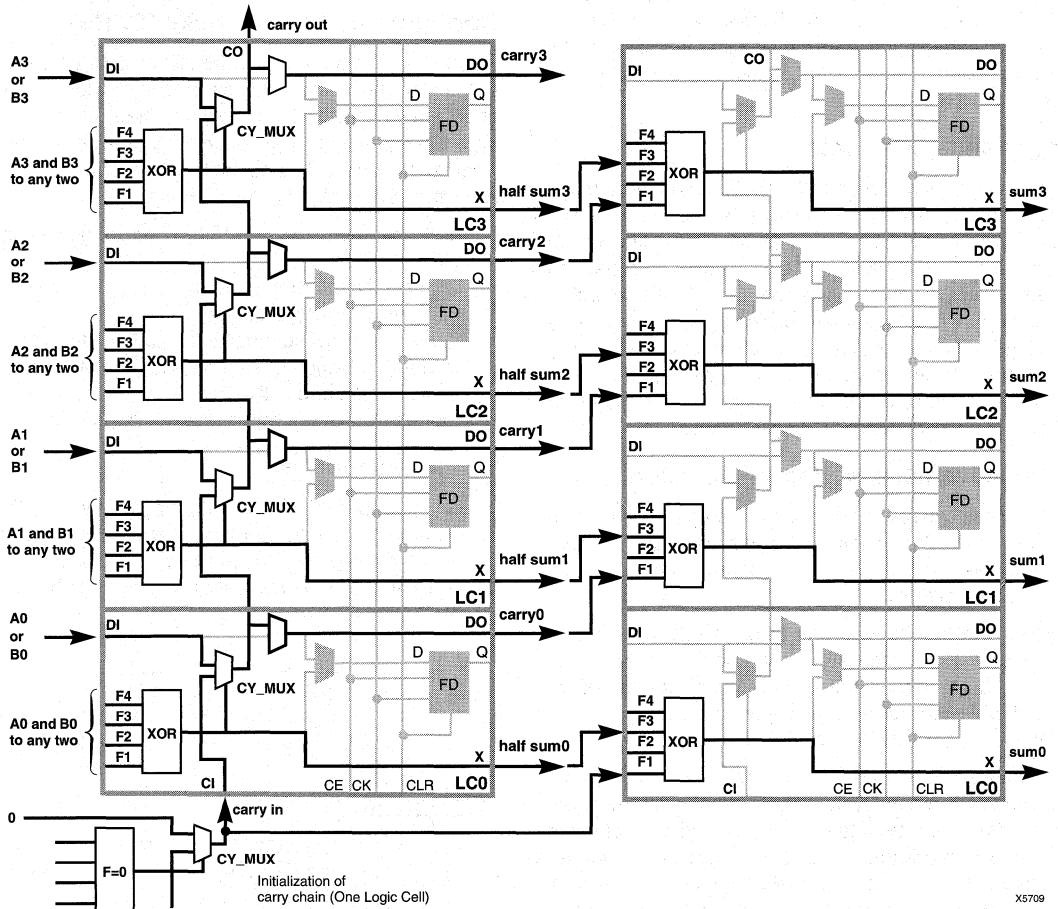 carry out
CO
A3
or
B3
DI
DO
carry3
D
Q
FD
CY_MUX
A3 and B3
to any two
F4
F3
F2
F1
XOR
X
half sum3
LC3
A2
or
B2
DI
DO
carry2
D
Q
FD
CY_MUX
A2 and B2
to any two
F4
F3
F2
F1
XOR
X
half sum2
LC2
A1
or
B1
DI
DO
carry1
D
Q
FD
CY_MUX
A1 and B1
to any two
F4
F3
F2
F1
XOR
X
half sum1
LC1
A0
or
B0
DI
DO
carry0
D
Q
FD
CY_MUX
A0 and B0
to any two
F4
F3
F2
F1
XOR
X
half sum0
CI
CE
CK
CLR
LC0
carry in
0
F=0
CY_MUX
Initialization of
carry chain (One Logic Cell)
CO
DI
DO
D
Q
FD
F4
F3
F2
F1
XOR
X
sum3
LC3
DI
DO
D
Q
FD
F4
F3
F2
F1
XOR
X
sum2
LC2
DI
DO
D
Q
FD
F4
F3
F2
F1
XOR
X
sum1
LC1
DI
DO
D
Q
FD
F4
F3
F2
F1
XOR
X
sum0
CI
CE
CK
CLR
LC0
X5709